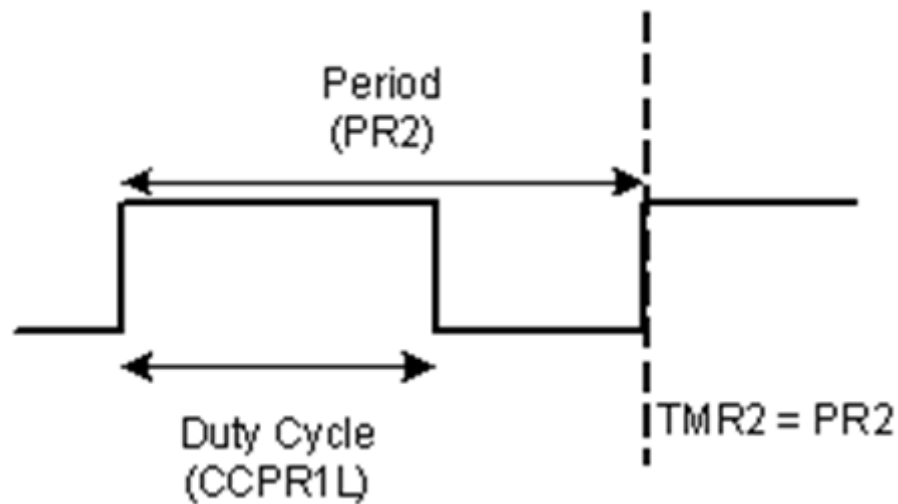 Period
(PR2)
Duty Cycle
(CCPR1L)
TMR2 = PR2